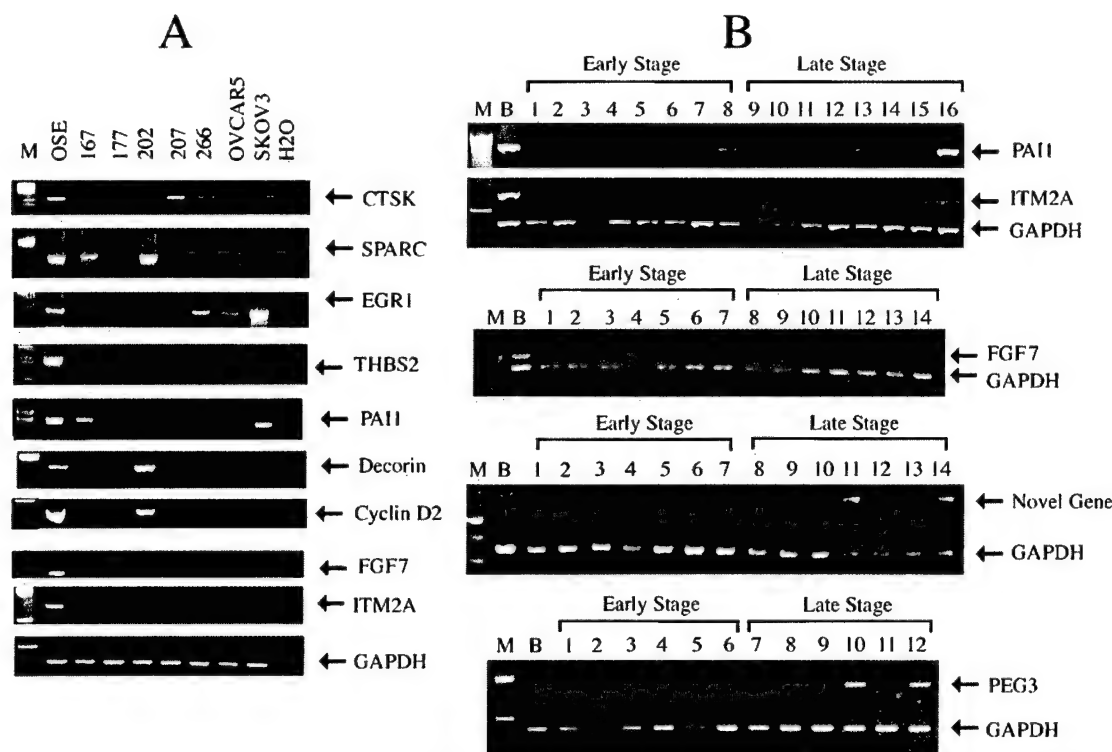 A
M OSE 167 177 202 207 266 OVCAR5 SKOV3 H2O
CTSK
SPARC
EGR1
THBS2
PAI1
Decorin
Cyclin D2
FGF7
ITM2A
GAPDH
B
Early Stage Late Stage
M B 1 2 3 4 5 6 7 8 9 10 11 12 13 14 15 16
PAI1
ITM2A
GAPDH
Early Stage Late Stage
M B 1 2 3 4 5 6 7 8 9 10 11 12 13 14
FGF7
GAPDH
Early Stage Late Stage
M B 1 2 3 4 5 6 7 8 9 10 11 12 13 14
Novel Gene
GAPDH
Early Stage Late Stage
M B 1 2 3 4 5 6 7 8 9 10 11 12
PEG3
GAPDH